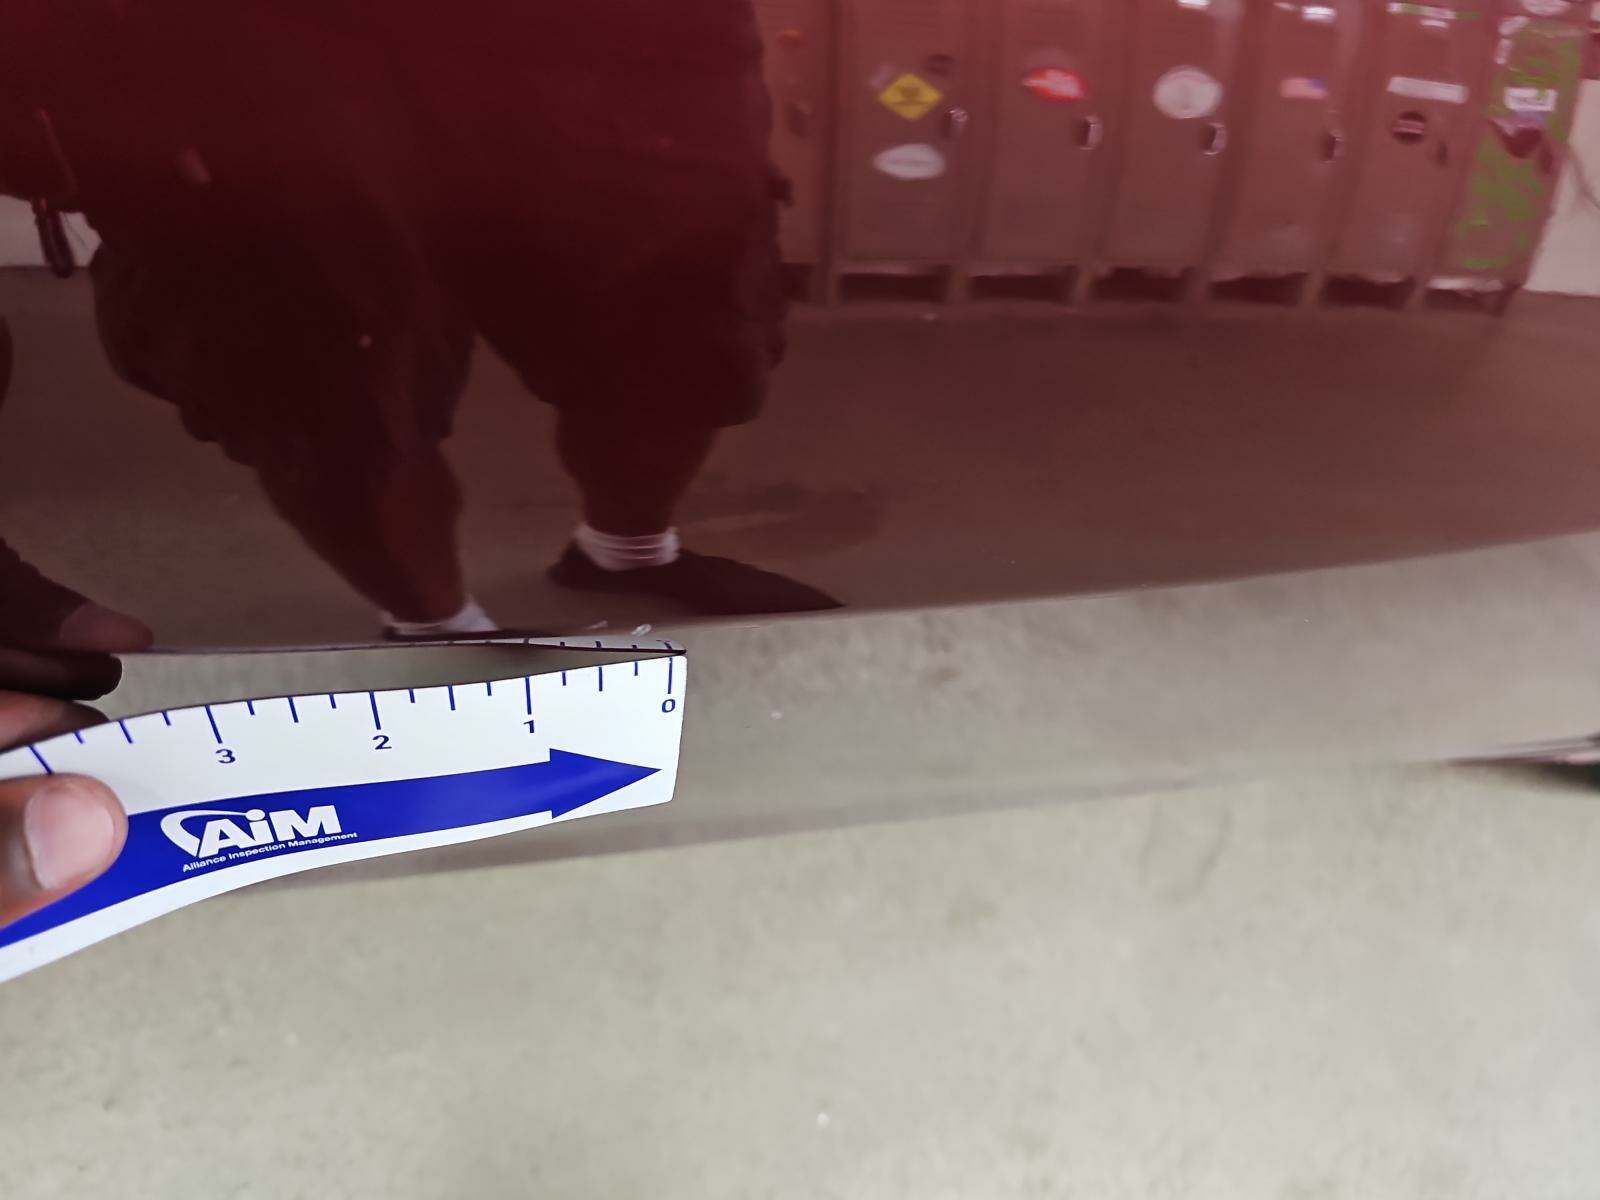 3 2 1 0
AiM
Alliance Inspection Management